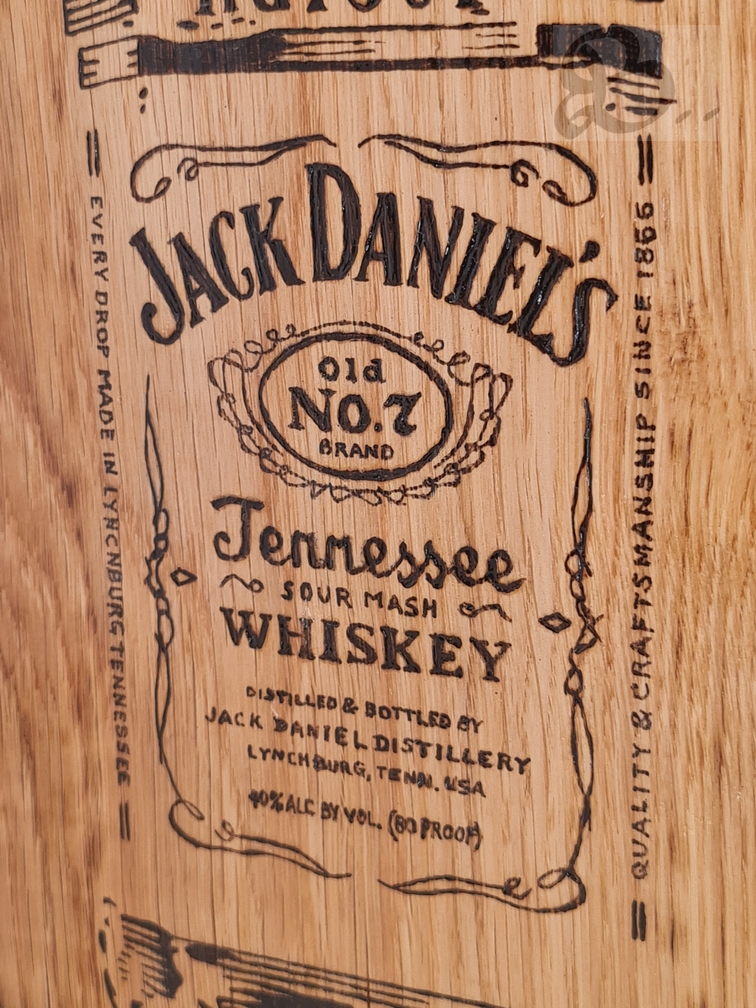 JACK DANIEL'S
Old
No.7
BRAND
Tennessee
SOUR MASH
WHISKEY
DISTILLED & BOTTLED BY
JACK DANIEL DISTILLERY
LYNCHBURG, TENN. USA
40% ALC BY VOL. (80 PROOF)
EVERY DROP MADE IN LYNCNBURG TENNESSEE
QUALITY & CRAFTSMANSHIP SINCE 1866